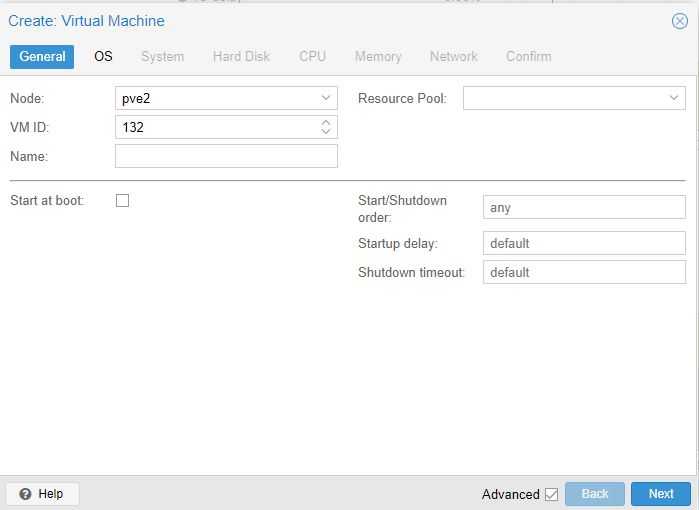 Create: Virtual Machine
General OS System Hard Disk CPU Memory Network Confirm
Node: pve2 Resource Pool:
VM ID: 132
Name:
Start at boot: Start/Shutdown order: any
Startup delay: default
Shutdown timeout: default
Help Advanced Back Next